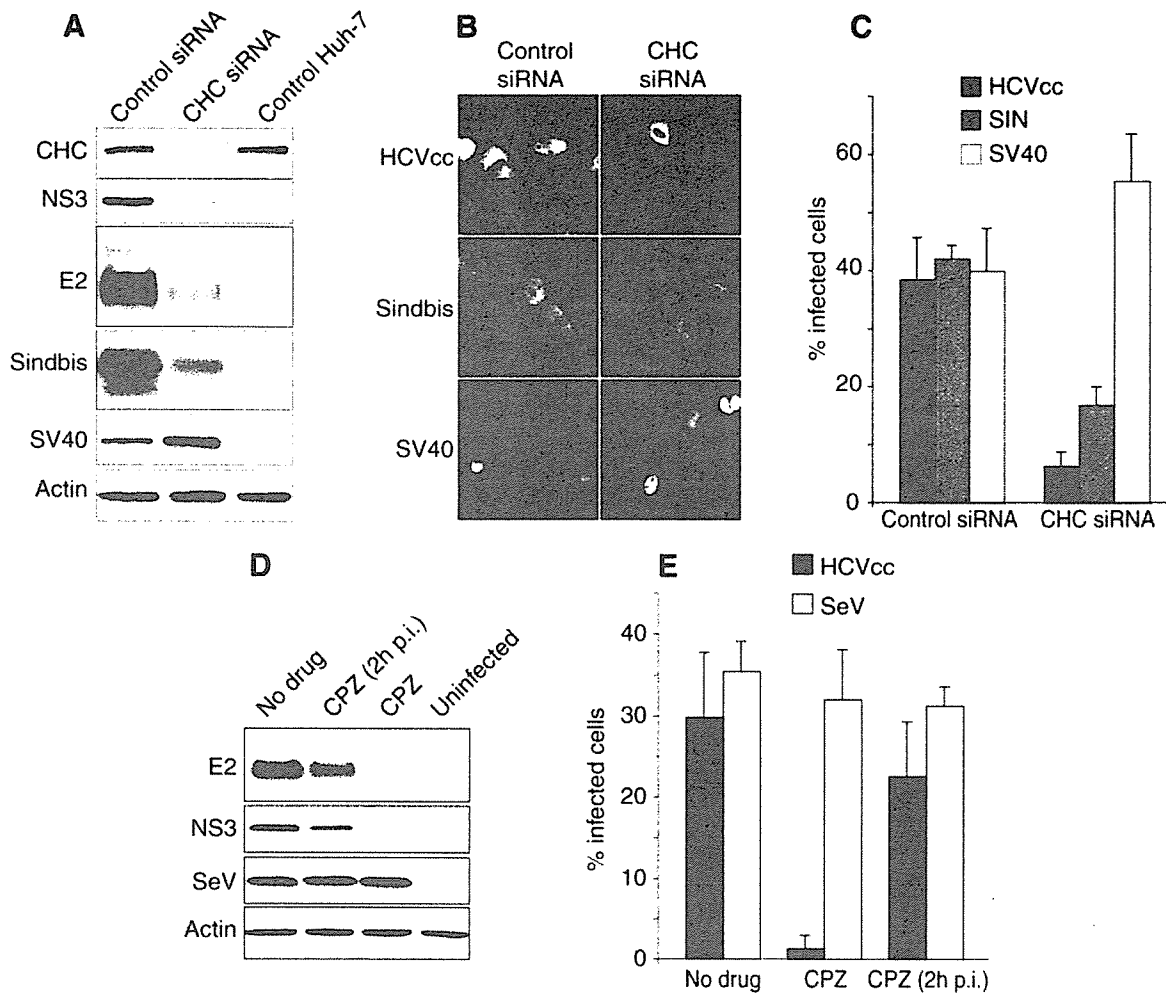 A
Control siRNA
CHC siRNA
Control Huh-7
CHC
NS3
E2
Sindbis
SV40
Actin
B
Control
siRNA
CHC
siRNA
HCVcc
Sindbis
SV40
C
HCVcc
SIN
SV40
% infected cells
60
40
20
0
Control siRNA
CHC siRNA
D
No drug
CPZ (2h p.i.)
CPZ
Uninfected
E2
NS3
SeV
Actin
E
HCVcc
SeV
% infected cells
40
30
20
10
0
No drug
CPZ
CPZ (2h p.i.)